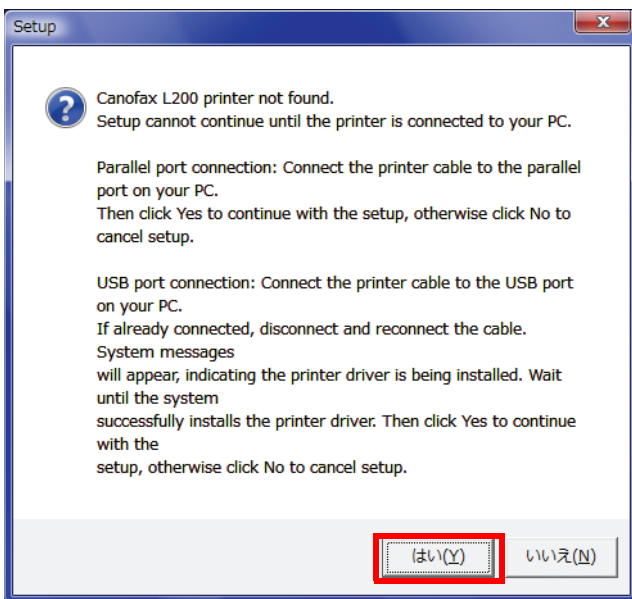 Setup
Canofax L200 printer not found.
Setup cannot continue until the printer is connected to your PC.
Parallel port connection: Connect the printer cable to the parallel
port on your PC.
Then click Yes to continue with the setup, otherwise click No to
cancel setup.
USB port connection: Connect the printer cable to the USB port
on your PC.
If already connected, disconnect and reconnect the cable.
System messages
will appear, indicating the printer driver is being installed. Wait
until the system
successfully installs the printer driver. Then click Yes to continue
with the
setup, otherwise click No to cancel setup.
はい(Y) いいえ(N)